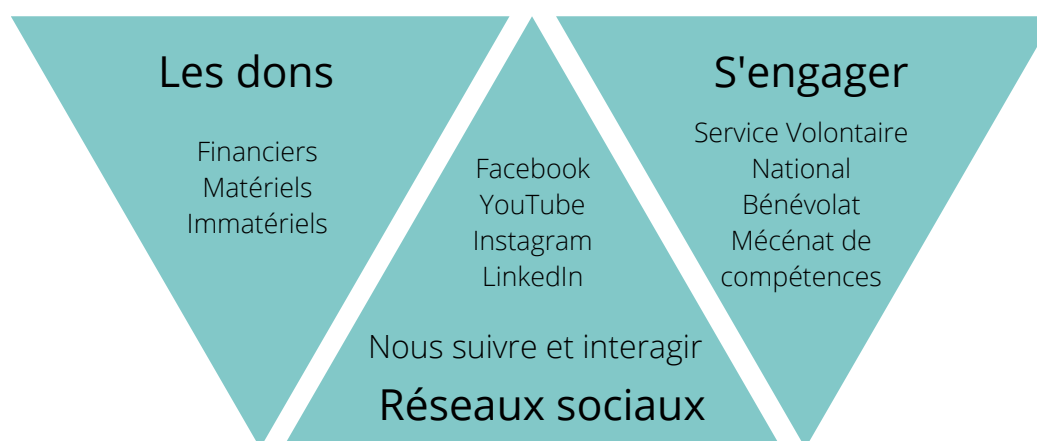 Les dons
Financiers
Matériels
Immatériels
Facebook
YouTube
Instagram
LinkedIn
Nous suivre et interagir
Réseaux sociaux
S'engager
Service Volontaire
National
Bénévolat
Mécénat de
compétences